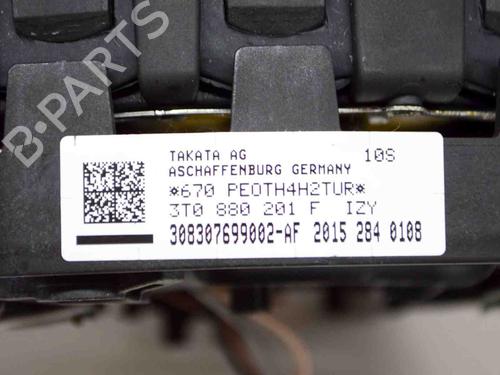 B-PARTS
TAKATA AG 10S
ASCHAFFENBURG GERMANY
*670 PEOTH4H2TUR*
3T0 880 201 F IZY
308307699002-AF 2015 284 0108